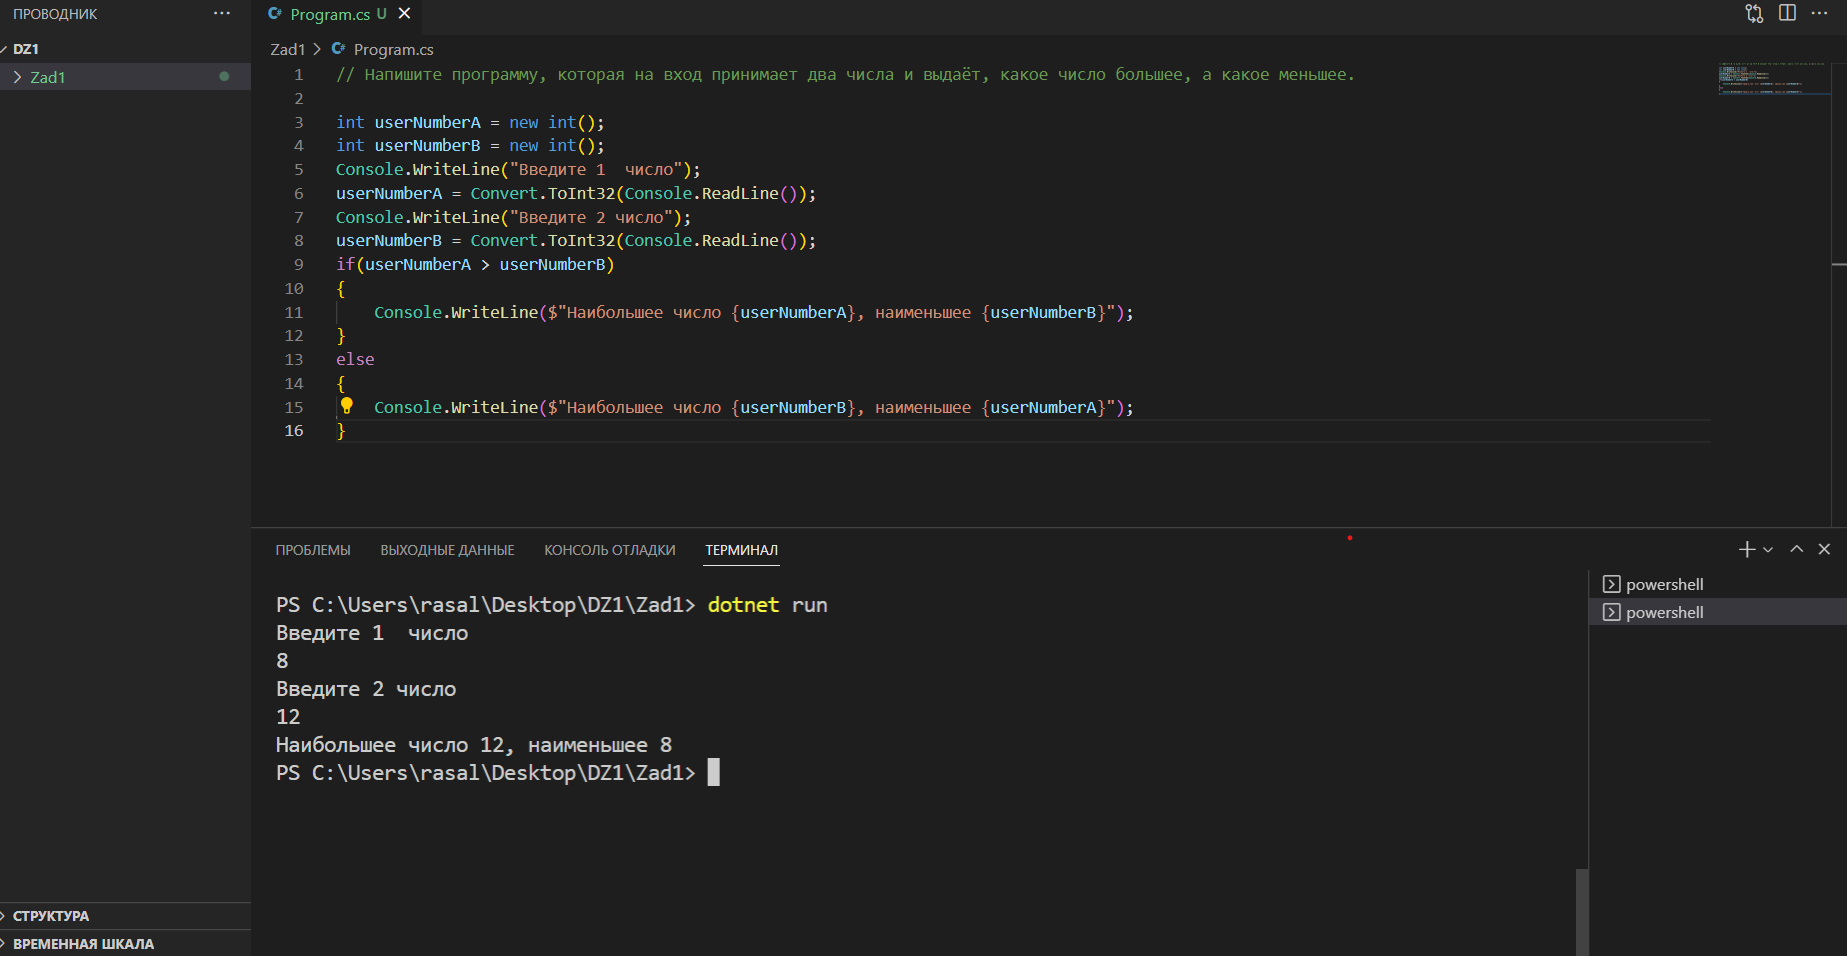 ПРОВОДНИК
DZ1
Zad1
C# Program.cs U
Zad1 > C# Program.cs
1 // Напишите программу, которая на вход принимает два числа и выдаёт, какое число большее, а какое меньшее.
2
3 int userNumberA = new int();
4 int userNumberB = new int();
5 Console.WriteLine("Введите 1  число");
6 userNumberA = Convert.ToInt32(Console.ReadLine());
7 Console.WriteLine("Введите 2 число");
8 userNumberB = Convert.ToInt32(Console.ReadLine());
9 if(userNumberA > userNumberB)
10 {
11     Console.WriteLine($"Наибольшее число {userNumberA}, наименьшее {userNumberB}");
12 }
13 else
14 {
15     Console.WriteLine($"Наибольшее число {userNumberB}, наименьшее {userNumberA}");
16 }
ПРОБЛЕМЫ ВЫХОДНЫЕ ДАННЫЕ КОНСОЛЬ ОТЛАДКИ ТЕРМИНАЛ
PS C:\Users\rasal\Desktop\DZ1\Zad1> dotnet run
Введите 1  число
8
Введите 2 число
12
Наибольшее число 12, наименьшее 8
PS C:\Users\rasal\Desktop\DZ1\Zad1>
powershell
powershell
СТРУКТУРА
ВРЕМЕННАЯ ШКАЛА